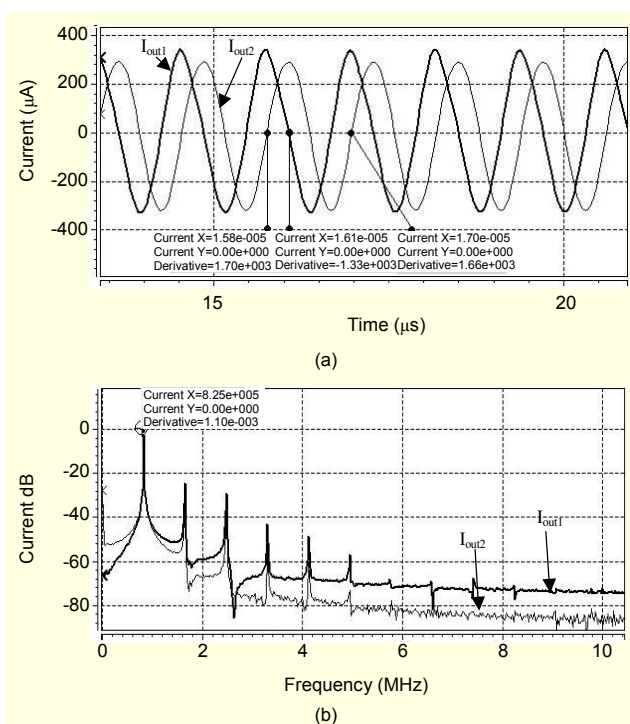 400
200
0
-200
-400
Current (μA)
Iout1
Iout2
Current X=1.58e-005
Current Y=0.00e+000
Derivative=1.70e+003
Current X=1.61e-005
Current Y=0.00e+000
Derivative=-1.33e+003
Current X=1.70e-005
Current Y=0.00e+000
Derivative=1.66e+003
15
20
Time (μs)
(a)
Current X=8.25e+005
Current Y=0.00e+000
Derivative=1.10e-003
0
-20
-40
-60
-80
Current dB
Iout2
Iout1
0
2
4
6
8
10
Frequency (MHz)
(b)